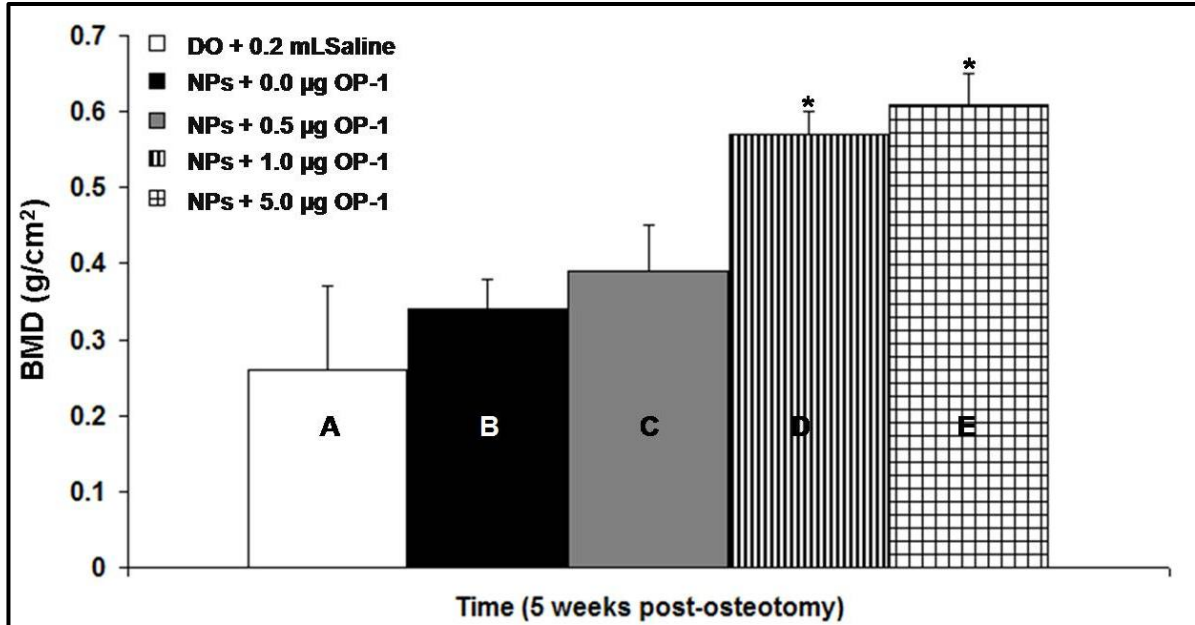 0.7
0.6
0.5
0.4
0.3
0.2
0.1
0
BMD (g/cm²)
DO + 0.2 mLSaline
NPs + 0.0 µg OP-1
NPs + 0.5 µg OP-1
NPs + 1.0 µg OP-1
NPs + 5.0 µg OP-1
* *
A B C D E
Time (5 weeks post-osteotomy)